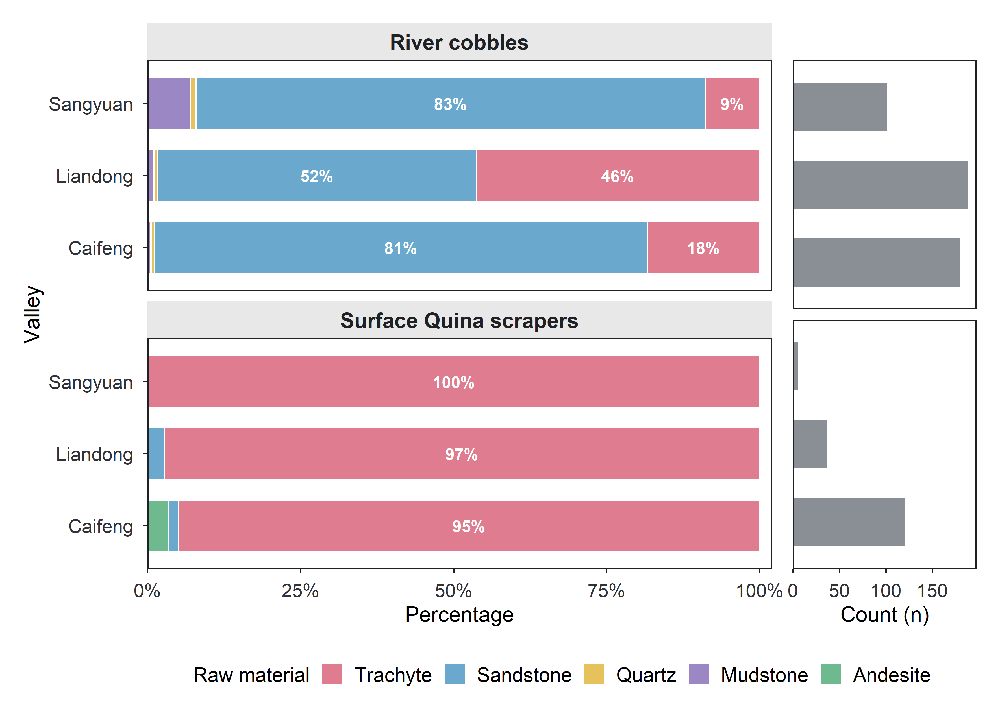 River cobbles
Sangyuan
83%
9%
Liandong
52%
46%
Caifeng
81%
18%
Valley
Surface Quina scrapers
Sangyuan
100%
Liandong
97%
Caifeng
95%
0% 25% 50% 75% 100%
0 50 100 150
Percentage
Count (n)
Raw material Trachyte Sandstone Quartz Mudstone Andesite